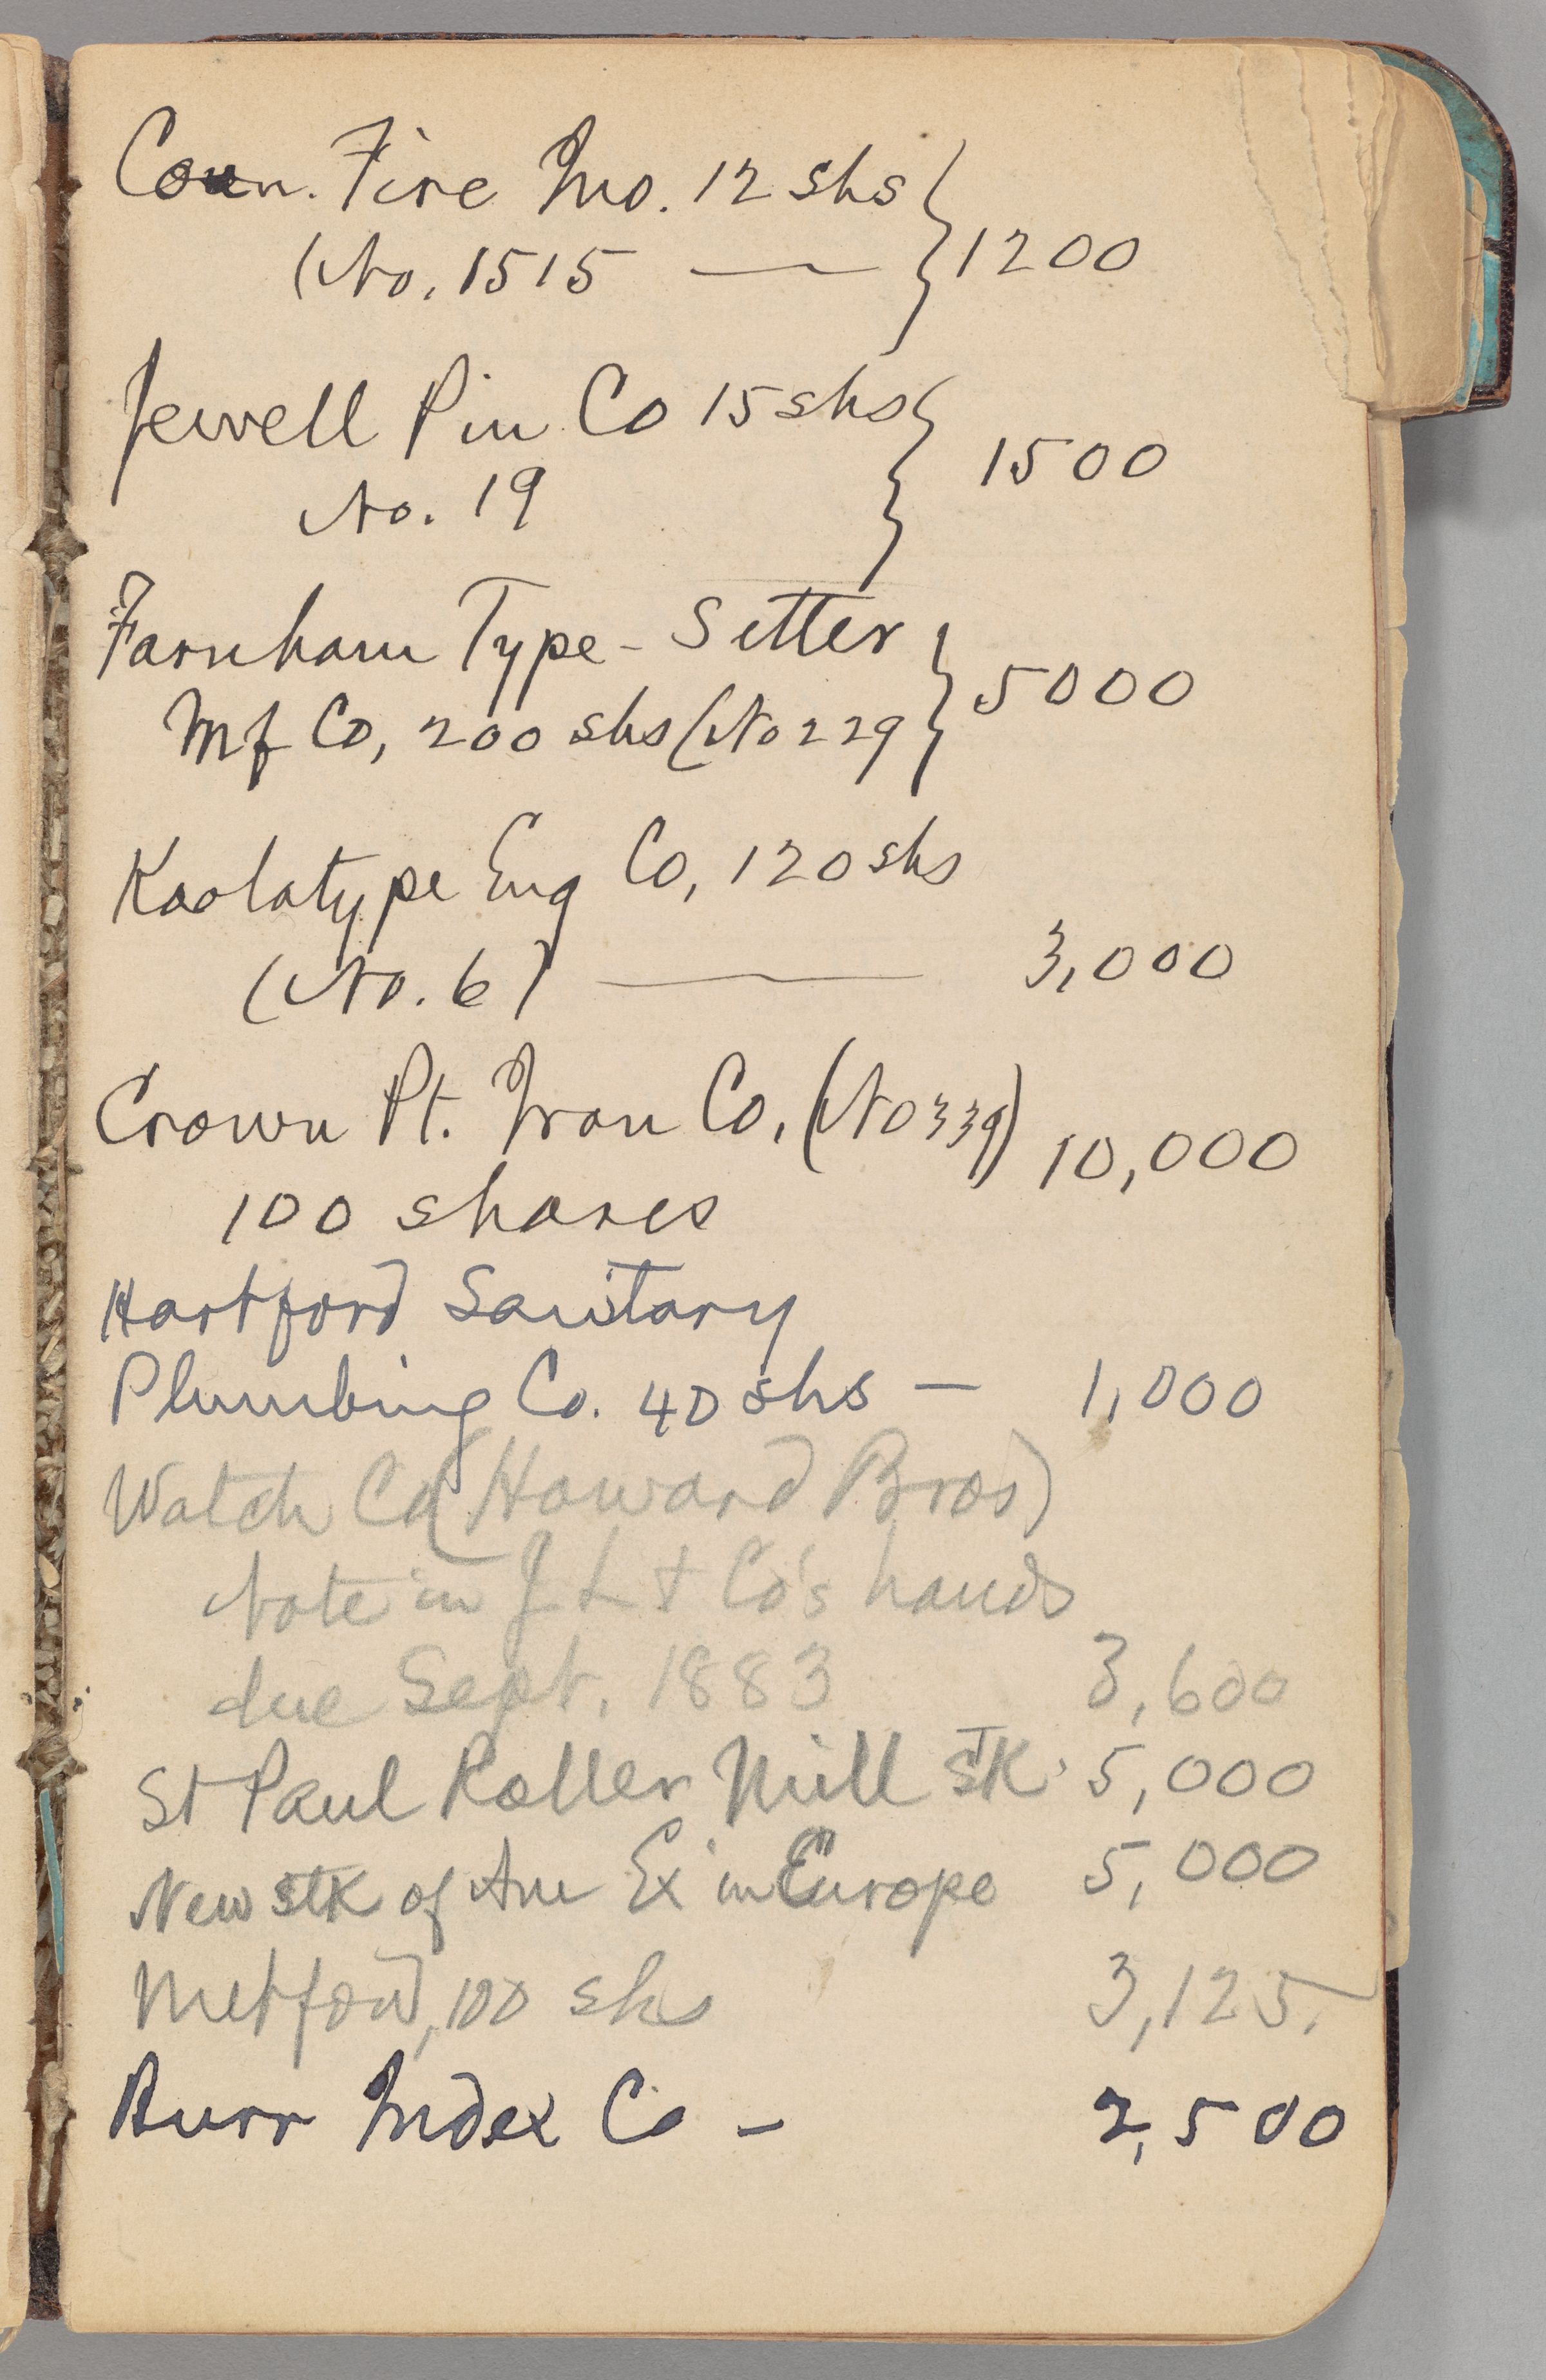 Conn. Fire Ins. 12 shs
(No. 1515 — 1200
Jewell Pin Co 15 shs
No. 19 1500
Farnham Type-Setter
Mf Co, 200 shs (No 229 5000
Kaolatype Eng Co, 120 shs
(No. 6) — 3,000
Crown Pt. Iron Co, (No 339) 10,000
100 shares
Hartford Sanitary
Plumbing Co. 40 shs — 1,000
Watch Co (Howard Bros)
Note in J L & Co's hands
due Sept. 1883 3,600
St Paul Roller Mill STK. 5,000
New stk of Am Ex in Europe 5,000
Metford, 100 shs 3,125.
Burr Index Co — 2,500